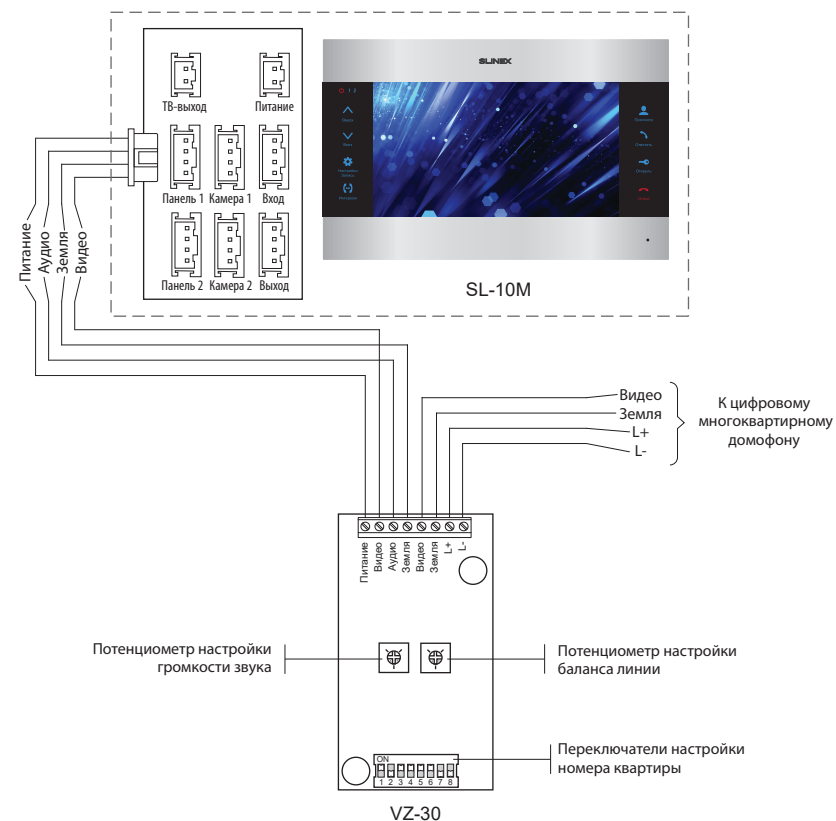 SLINEX
ТВ-выход
Питание
Панель 1
Камера 1
Вход
Панель 2
Камера 2
Выход
SL-10M
Питание
Аудио
Земля
Видео
Видео
Земля
L+
L-
К цифровому
многоквартирному
домофону
Питание
Видео
Аудио
Земля
Видео
Земля
L+
L-
Потенциометр настройки
громкости звука
Потенциометр настройки
баланса линии
ON
1 2 3 4 5 6 7 8
Переключатели настройки
номера квартиры
VZ-30